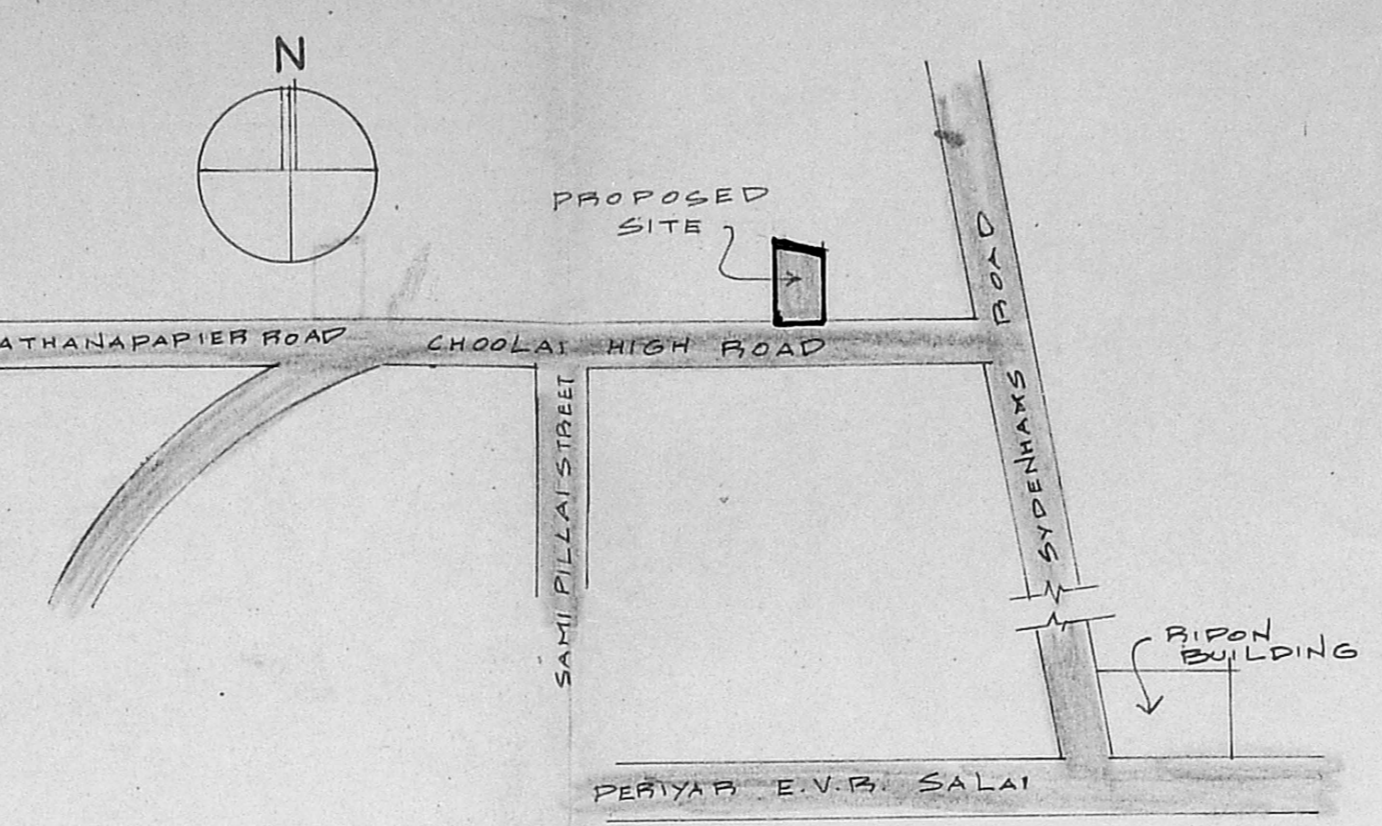 N
PROPOSED
SITE
ATHANAPAPIER ROAD
CHOOLAI HIGH ROAD
SYDENHAMS ROAD
SAMI PILLAI STREET
RIPON
BUILDING
PERIYAR E.V.R. SALAI